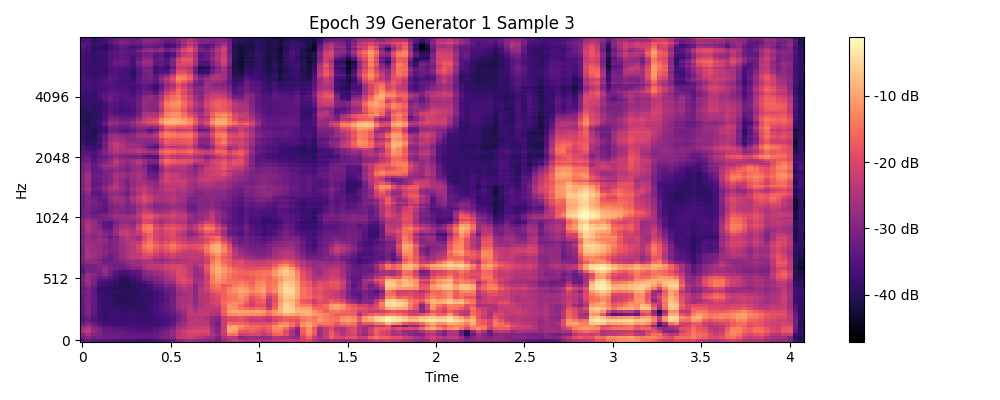 Epoch 39 Generator 1 Sample 3
Hz
4096
2048
1024
512
0
0 0.5 1 1.5 2 2.5 3 3.5 4
Time
-10 dB
-20 dB
-30 dB
-40 dB